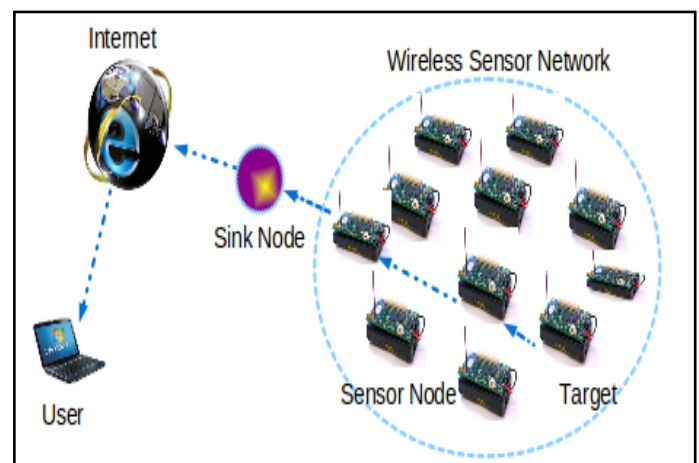 Internet
Wireless Sensor Network
Sink Node
Sensor Node
Target
User